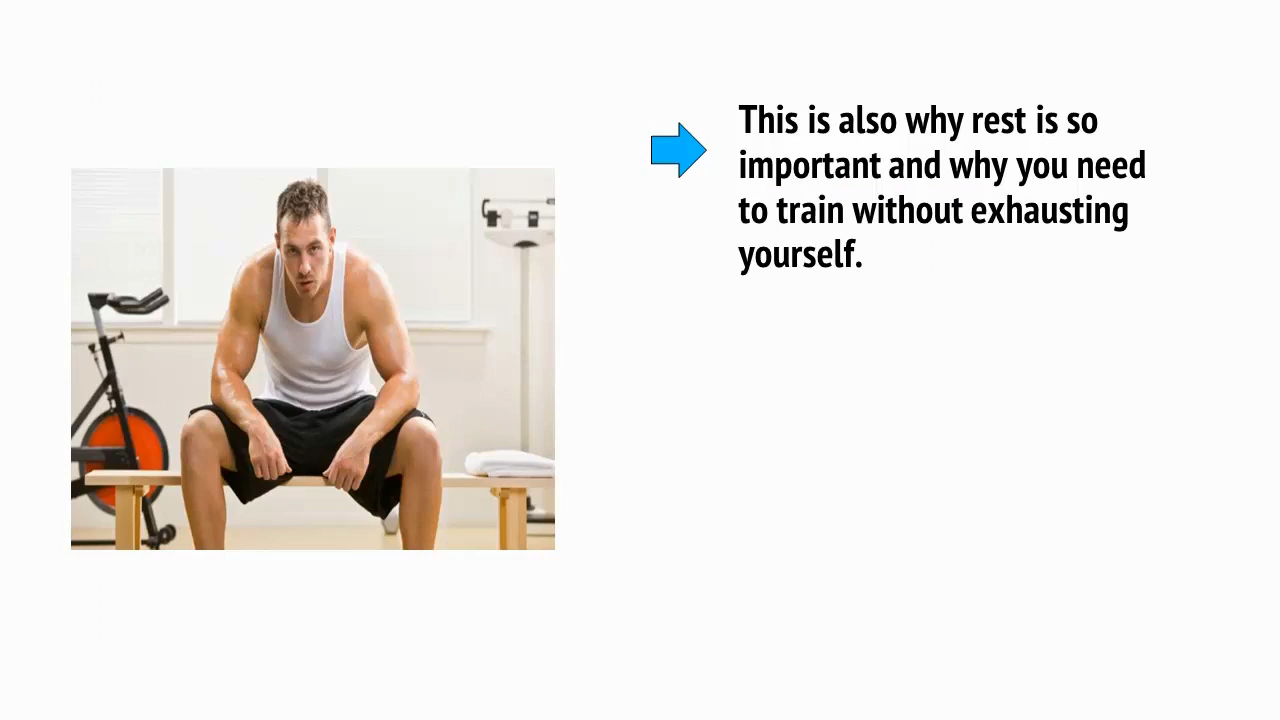 This is also why rest is so
important and why you need
to train without exhausting
yourself.